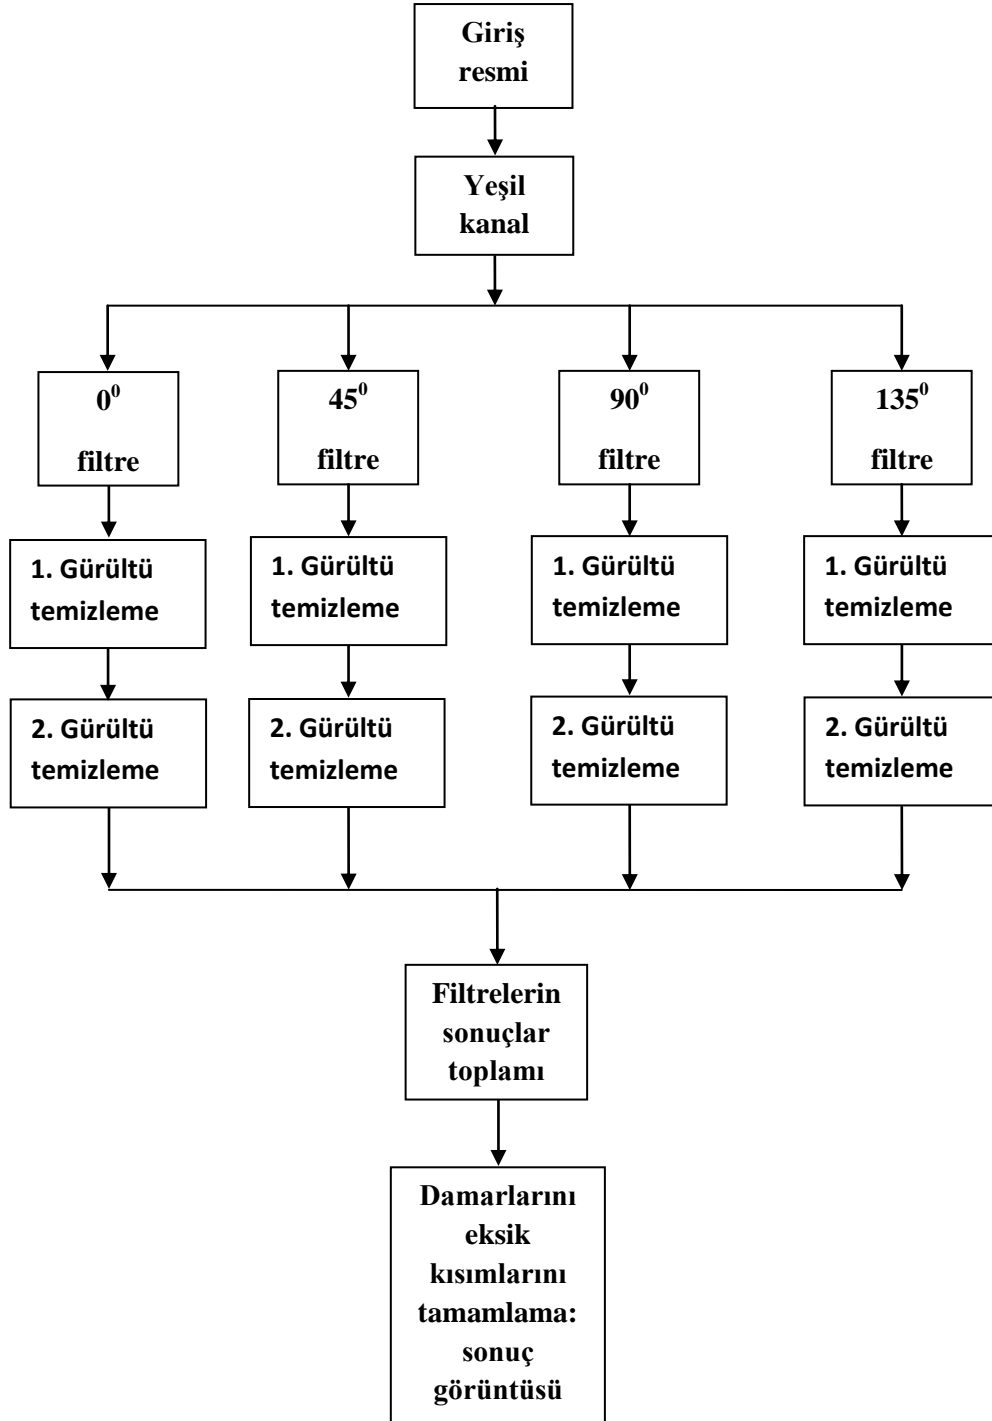 Giriş
resmi
Yeşil
kanal
0⁰
filtre
45⁰
filtre
90⁰
filtre
135⁰
filtre
1. Gürültü
temizleme
1. Gürültü
temizleme
1. Gürültü
temizleme
1. Gürültü
temizleme
2. Gürültü
temizleme
2. Gürültü
temizleme
2. Gürültü
temizleme
2. Gürültü
temizleme
Filtrelerin
sonuçlar
toplamı
Damarlarını
eksik
kısımlarını
tamamlama:
sonuç
görüntüsü